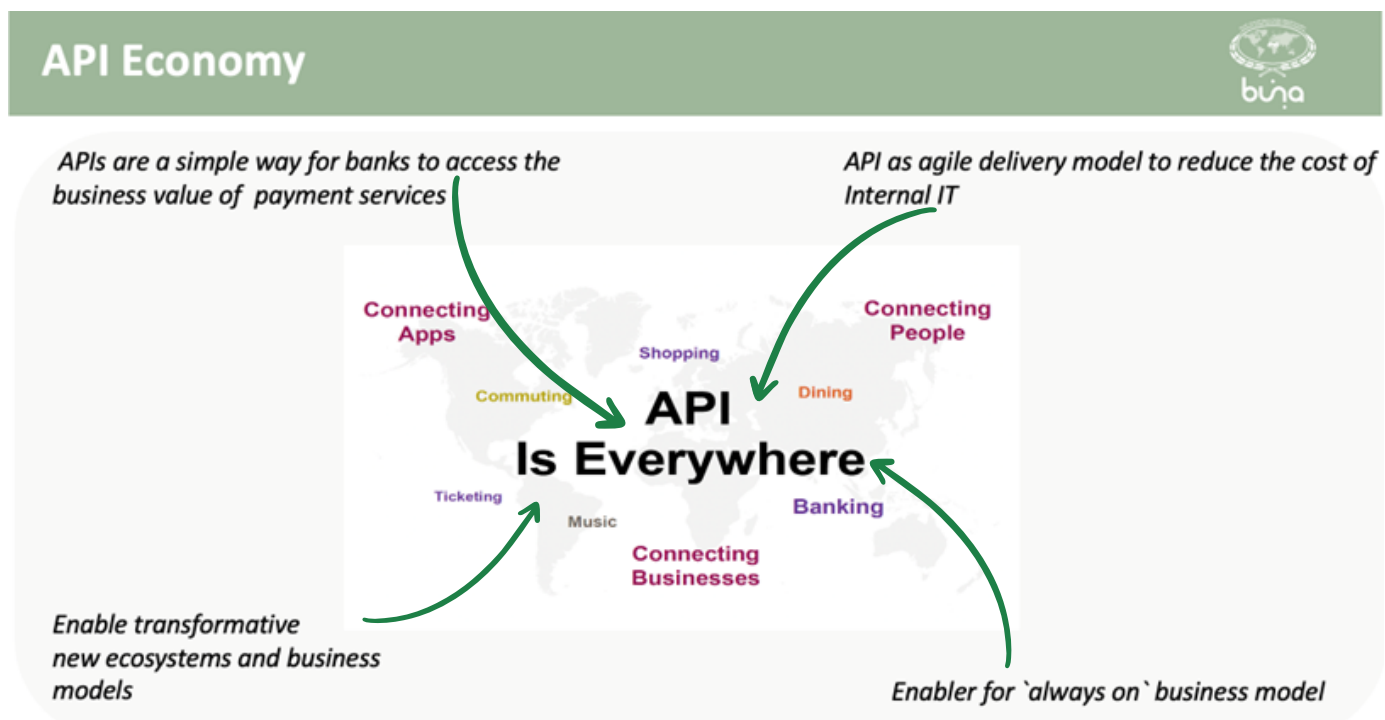 API Economy
buna
APIs are a simple way for banks to access the
business value of payment services
API as agile delivery model to reduce the cost of
Internal IT
Connecting
Apps
Connecting
People
Shopping
Commuting
Dining
API
Is Everywhere
Ticketing
Music
Banking
Connecting
Businesses
Enable transformative
new ecosystems and business
models
Enabler for `always on` business model